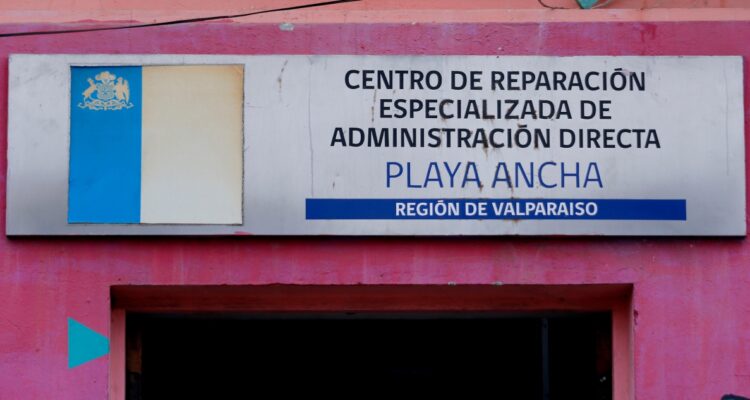 CENTRO DE REPARACIÓN
ESPECIALIZADA DE
ADMINISTRACIÓN DIRECTA
PLAYA ANCHA
REGIÓN DE VALPARAISO